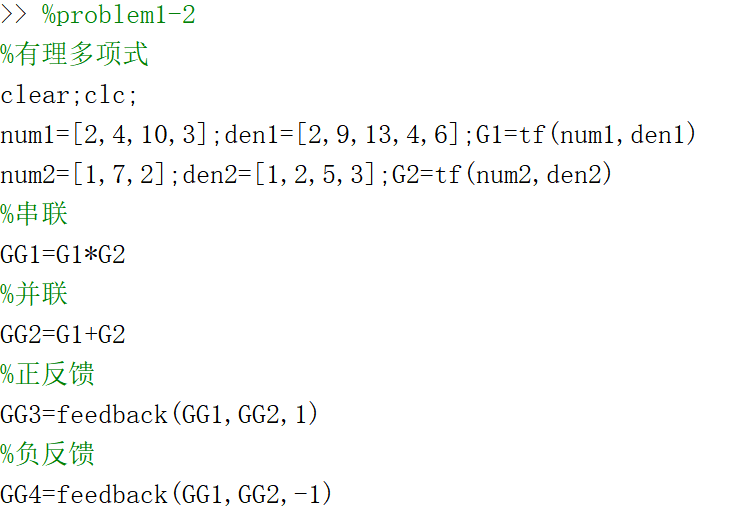 >> %problem1-2
%有理多项式
clear;clc;
num1=[2,4,10,3];den1=[2,9,13,4,6];G1=tf(num1,den1)
num2=[1,7,2];den2=[1,2,5,3];G2=tf(num2,den2)
%串联
GG1=G1*G2
%并联
GG2=G1+G2
%正反馈
GG3=feedback(GG1,GG2,1)
%负反馈
GG4=feedback(GG1,GG2,-1)